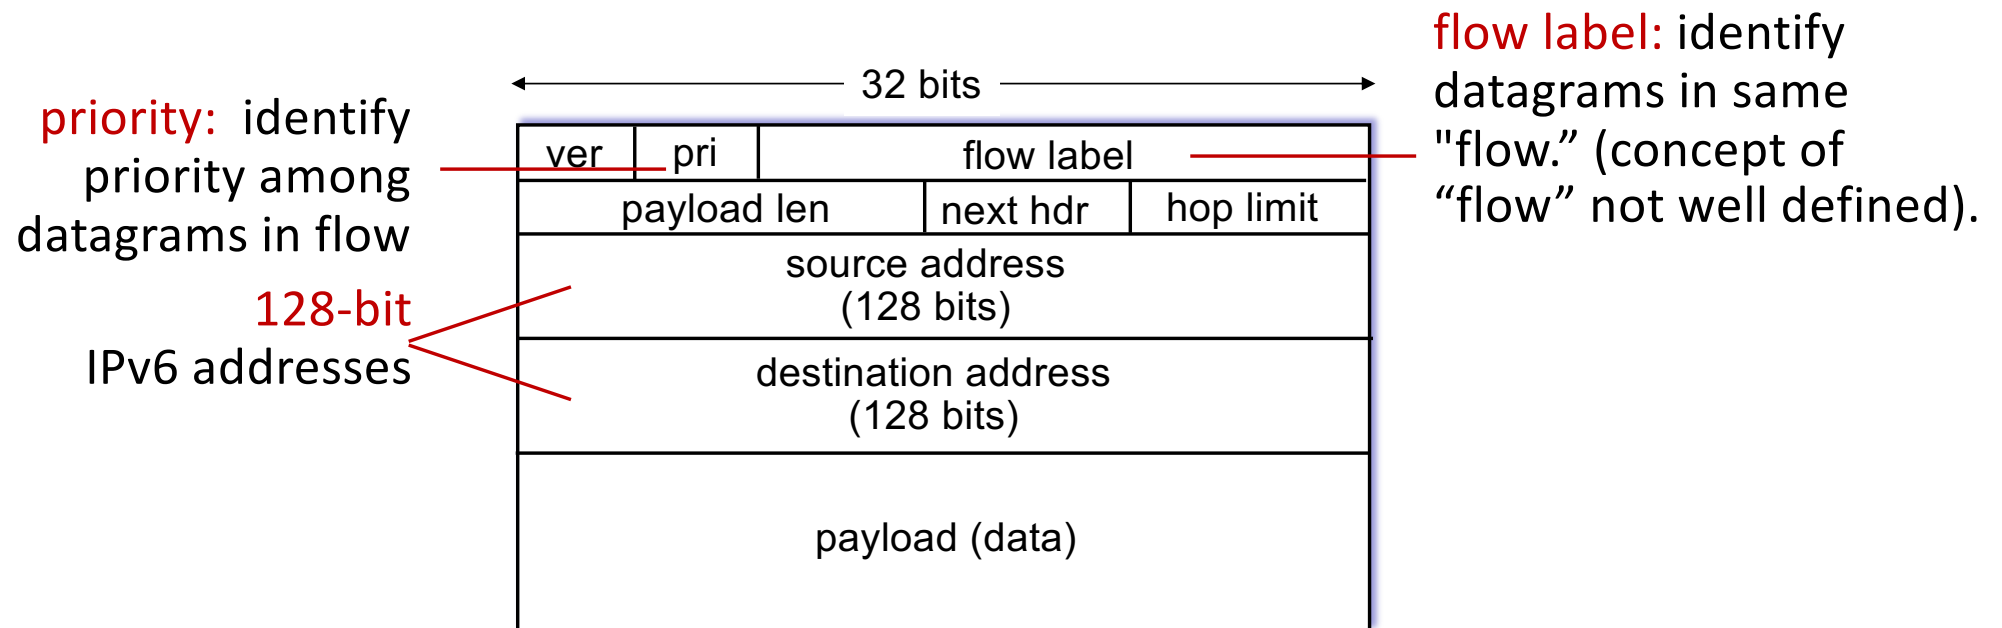 priority: identify
priority among
datagrams in flow
128-bit
IPv6 addresses
32 bits
ver pri flow label
payload len next hdr hop limit
source address
(128 bits)
destination address
(128 bits)
payload (data)
flow label: identify
datagrams in same
"flow.” (concept of
“flow” not well defined).